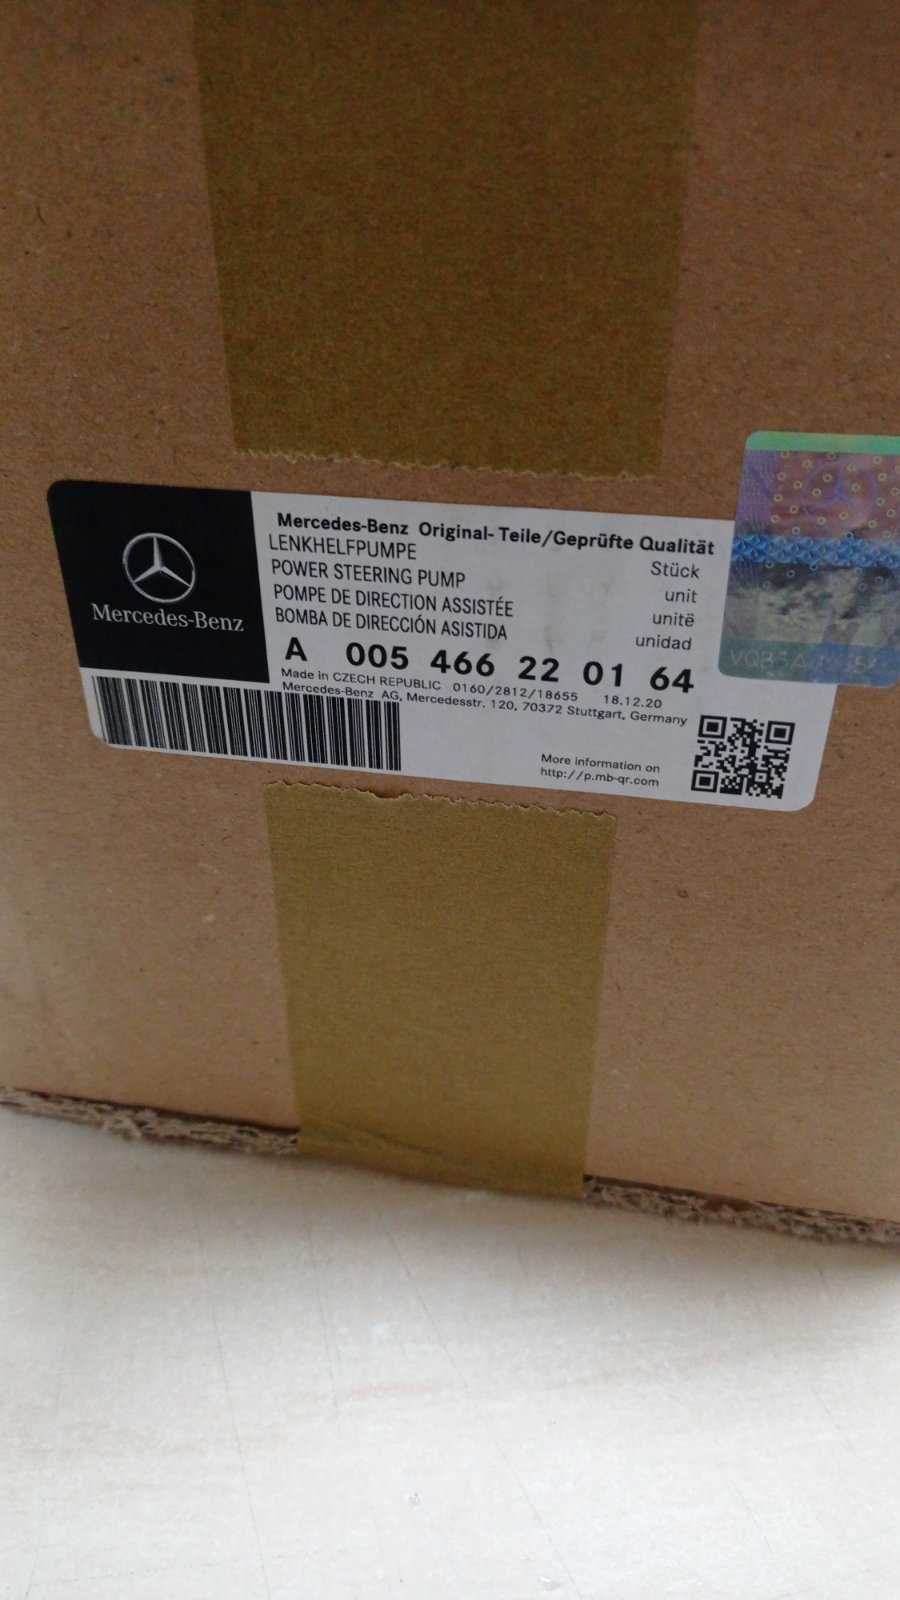 Mercedes-Benz
Mercedes-Benz Original-Teile/Geprüfte Qualität
LENKHELFPUMPE Stück
POWER STEERING PUMP unit
POMPE DE DIRECTION ASSISTÉE unitë
BOMBA DE DIRECCIÓN ASISTIDA unidad
A 005 466 22 01 64
Made in CZECH REPUBLIC 0160/2812/18655 18.12.20
Mercedes-Benz AG, Mercedesstr. 120, 70372 Stuttgart, Germany
More information on
http://p.mb-qr.com